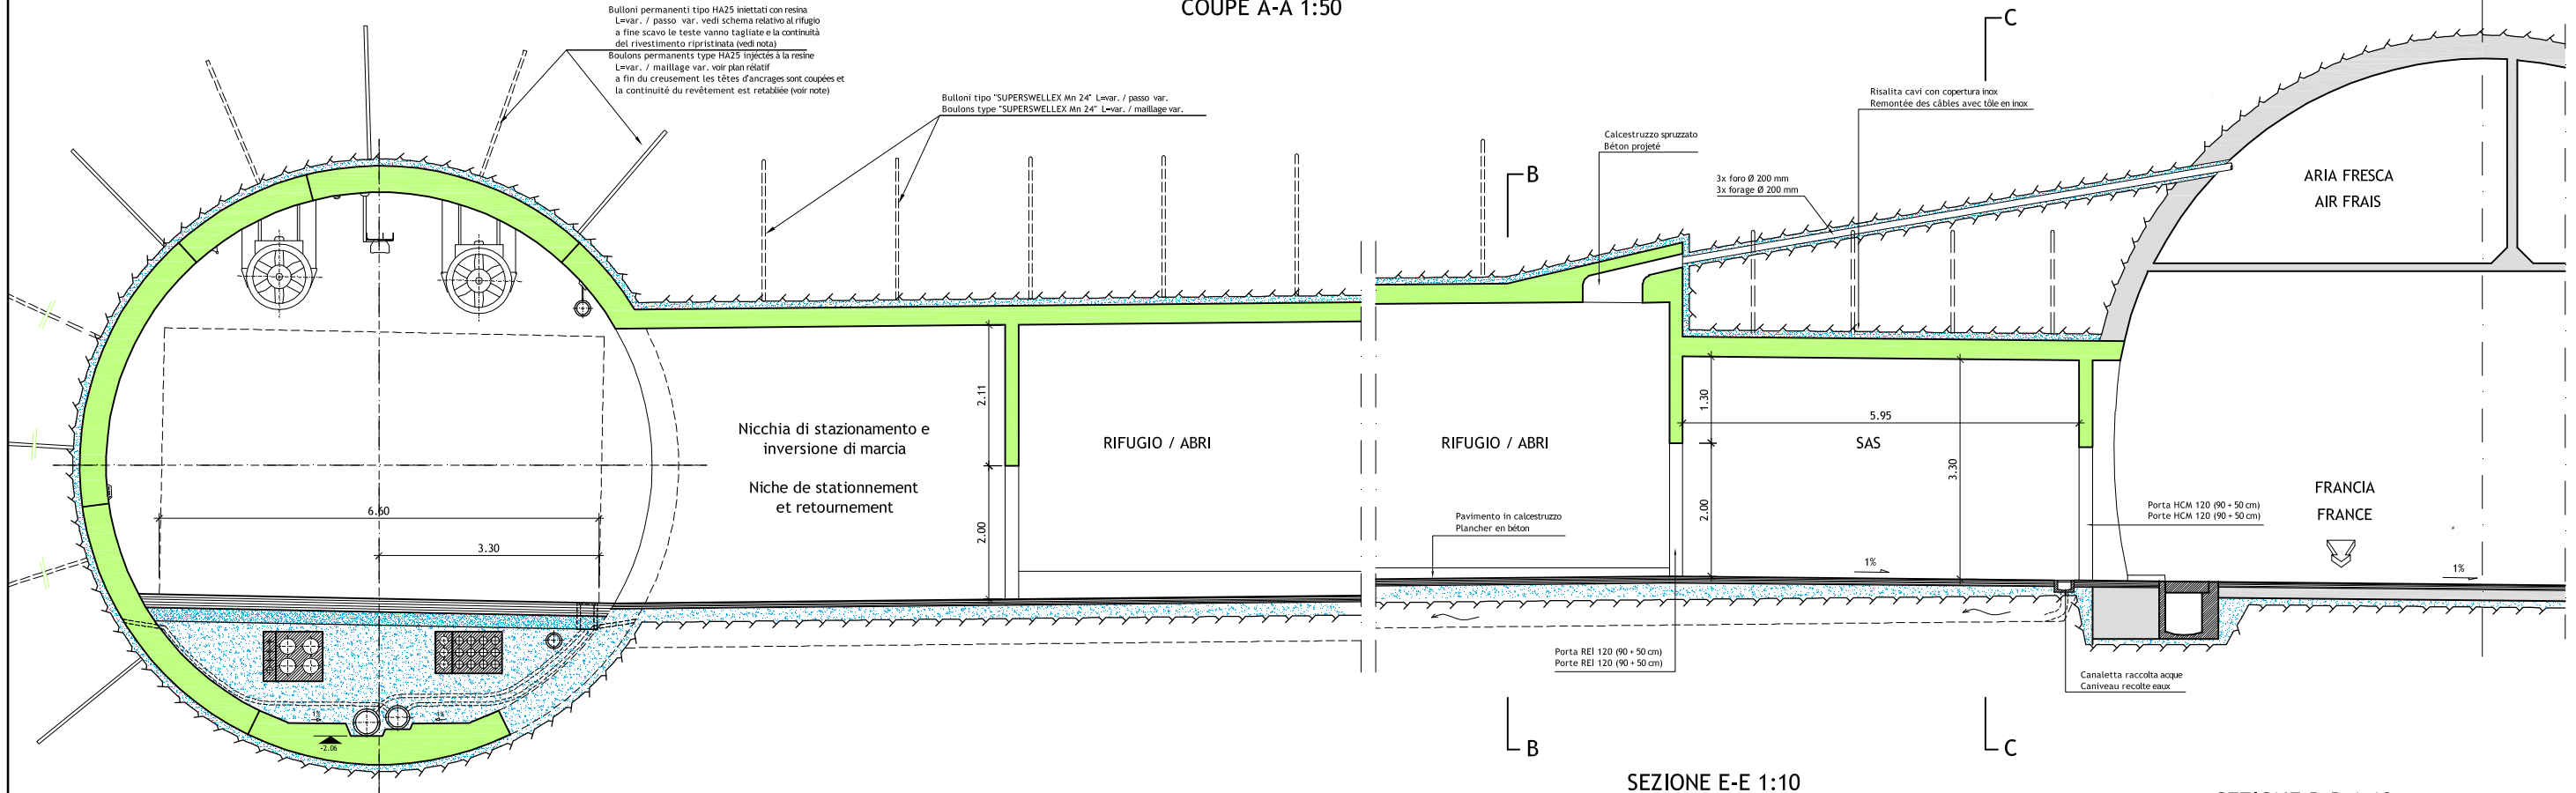 COUPE A-A 1:50
Bulloni permanenti tipo HA25 iniettati con resina
L=var. / passo var. vedi schema relativo al rifugio
a fine scavo le teste vanno tagliate e la continuità
del rivestimento ripristinata (vedi nota)
Boulons permanents type HA25 injéctés à la resine
L=var. / maillage var. voir plan rélatif
a fin du creusement les têtes d'ancrages sont coupées et
la continuité du revêtement est retabliée (voir note)
Bulloni tipo "SUPERSWELLEX Mn 24" L=var. / passo var.
Boulons type "SUPERSWELLEX Mn 24" L=var. / maillage var.
C
Risalita cavi con copertura inox
Remontée des câbles avec tôle en inox
Calcestruzzo spruzzato
Béton projeté
B
3x foro Ø 200 mm
3x forage Ø 200 mm
ARIA FRESCA
AIR FRAIS
2.11
1.30
5.95
Nicchia di stazionamento e
inversione di marcia
Niche de stationnement
et retournement
RIFUGIO / ABRI
RIFUGIO / ABRI
SAS
3.30
FRANCIA
FRANCE
6.60
3.30
2.00
2.00
Pavimento in calcestruzzo
Plancher en béton
Porta HCM 120 (90 + 50 cm)
Porte HCM 120 (90 + 50 cm)
1%
1%
Porta REI 120 (90 + 50 cm)
Porte REI 120 (90 + 50 cm)
Canaletta raccolta acque
Caniveau recolte eaux
-2.06
B
C
SEZIONE E-E 1:10